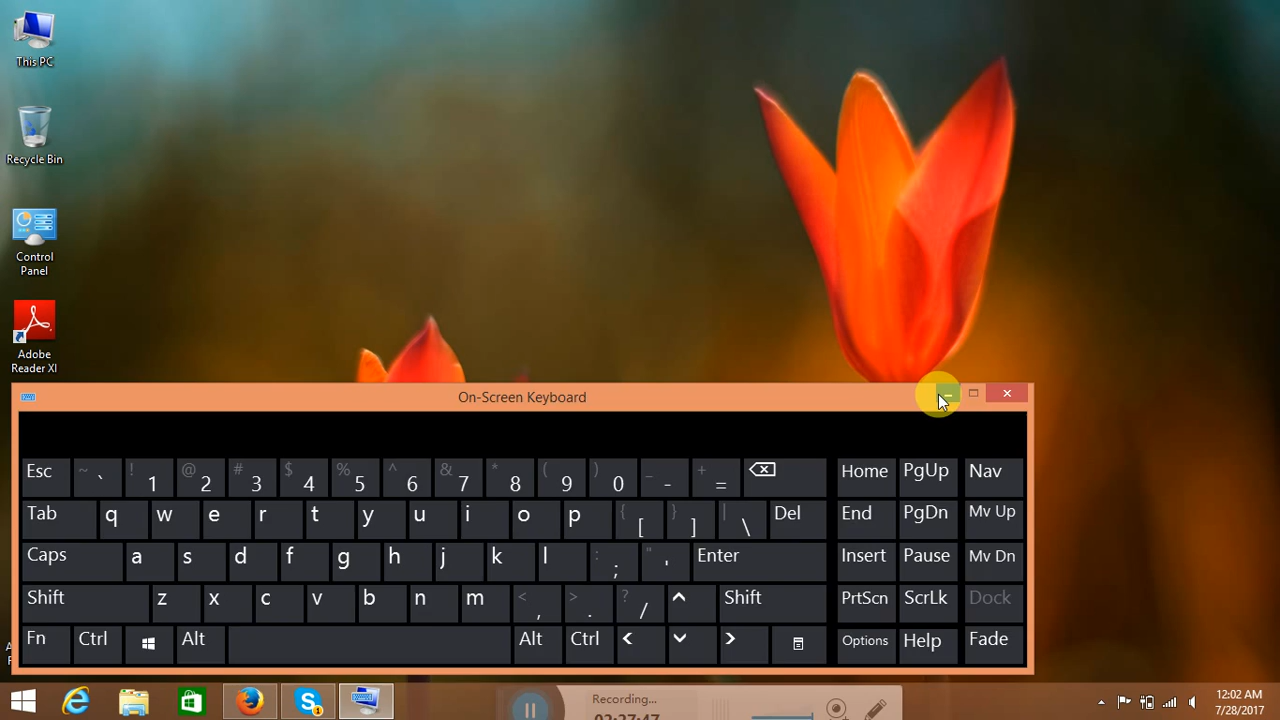 This PC
Recycle Bin
Control
Panel
Adobe
Reader XI
On-Screen Keyboard
Esc ~ ` ! 1 @ 2 # 3 $ 4 % 5 ^ 6 & 7 * 8 ( 9 ) 0 _ - + = Home PgUp Nav
Tab q w e r t y u i o p { [ } ] | \ Del End PgDn Mv Up
Caps a s d f g h j k l : ; " ' Enter Insert Pause Mv Dn
Shift z x c v b n m < , > . ? / Shift PrtScn ScrLk Dock
Fn Ctrl Alt Alt Ctrl Options Help Fade
Recording...
02:27:47
12:02 AM
7/28/2017